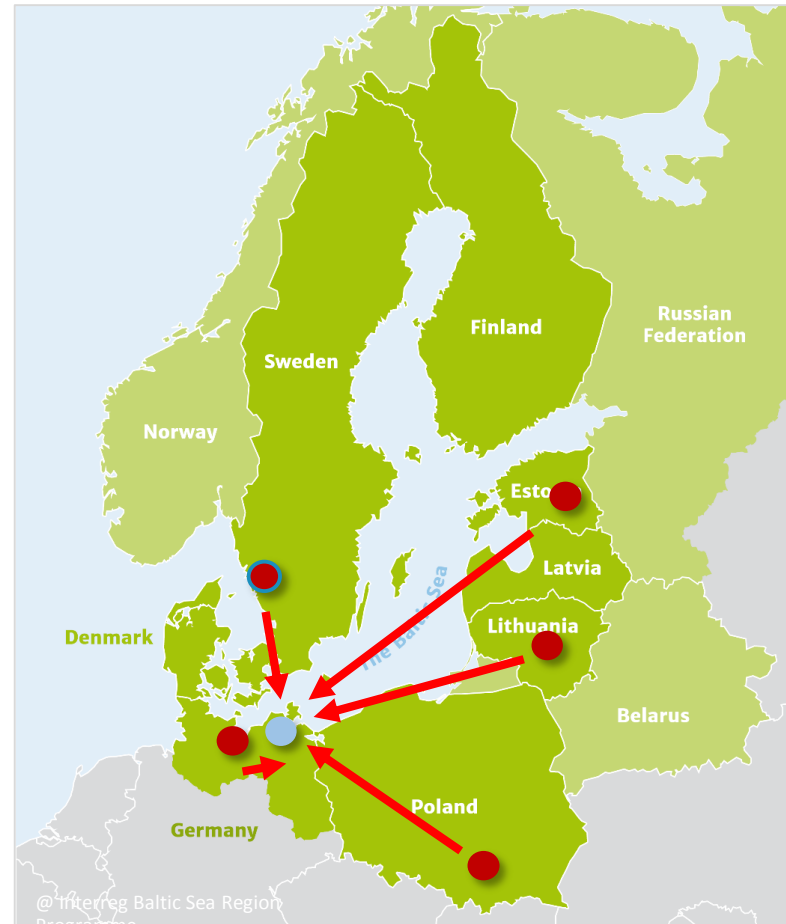 Finland
Russian
Federation
Sweden
Norway
Esto
Latvia
The Baltic Sea
Lithuania
Denmark
Belarus
Poland
Germany
@ Interreg Baltic Sea Region